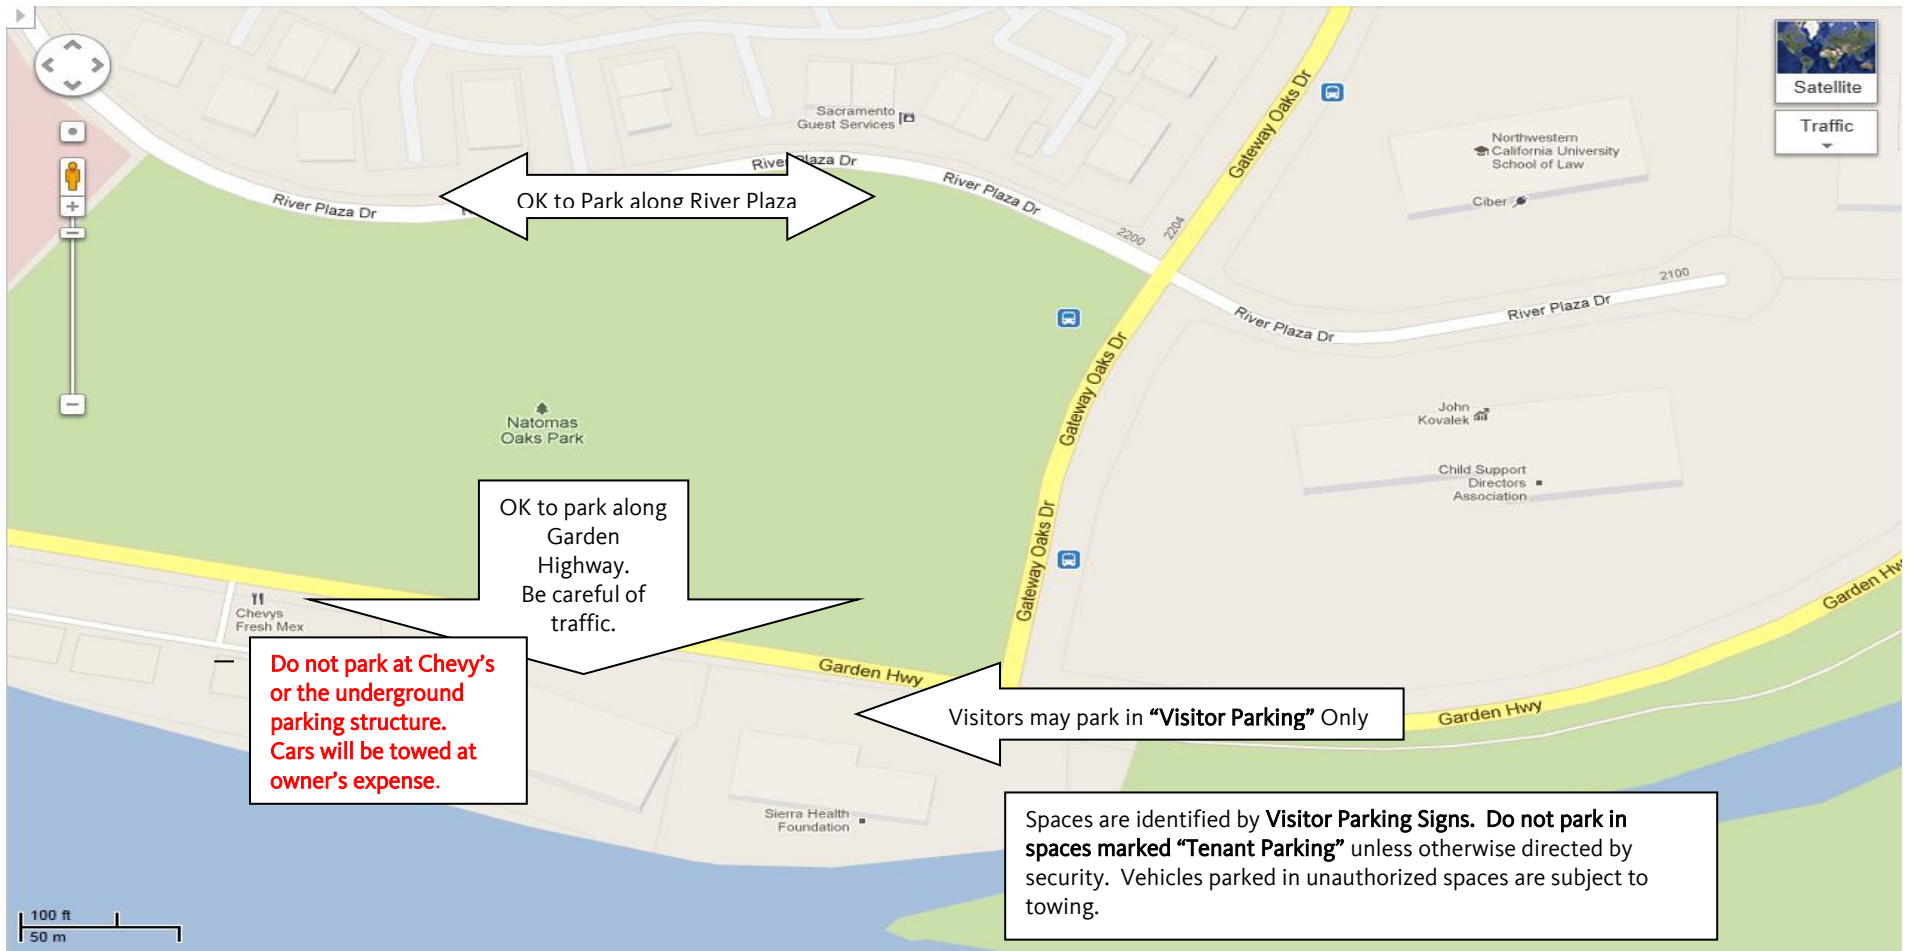 Satellite
Traffic
Sacramento
Guest Services
Gateway Oaks Dr
Northwestern
California University
School of Law
Ciber
River Plaza Dr
OK to Park along River Plaza
River Plaza Dr
River Plaza Dr
2200
2204
2100
River Plaza Dr
River Plaza Dr
Gateway Oaks Dr
Natomas
Oaks Park
John
Kovalek
Child Support
Directors
Association
OK to park along
Garden
Highway.
Be careful of
traffic.
Gateway Oaks Dr
Garden Hw
Chevys
Fresh Mex
Do not park at Chevy’s
or the underground
parking structure.
Cars will be towed at
owner’s expense.
Garden Hwy
Visitors may park in “Visitor Parking” Only
Garden Hwy
Sierra Health
Foundation
Spaces are identified by Visitor Parking Signs. Do not park in
spaces marked “Tenant Parking” unless otherwise directed by
security. Vehicles parked in unauthorized spaces are subject to
towing.
100 ft
50 m